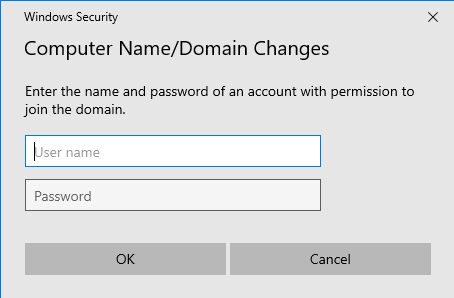 Windows Security
Computer Name/Domain Changes
Enter the name and password of an account with permission to
join the domain.
User name
Password
OK
Cancel